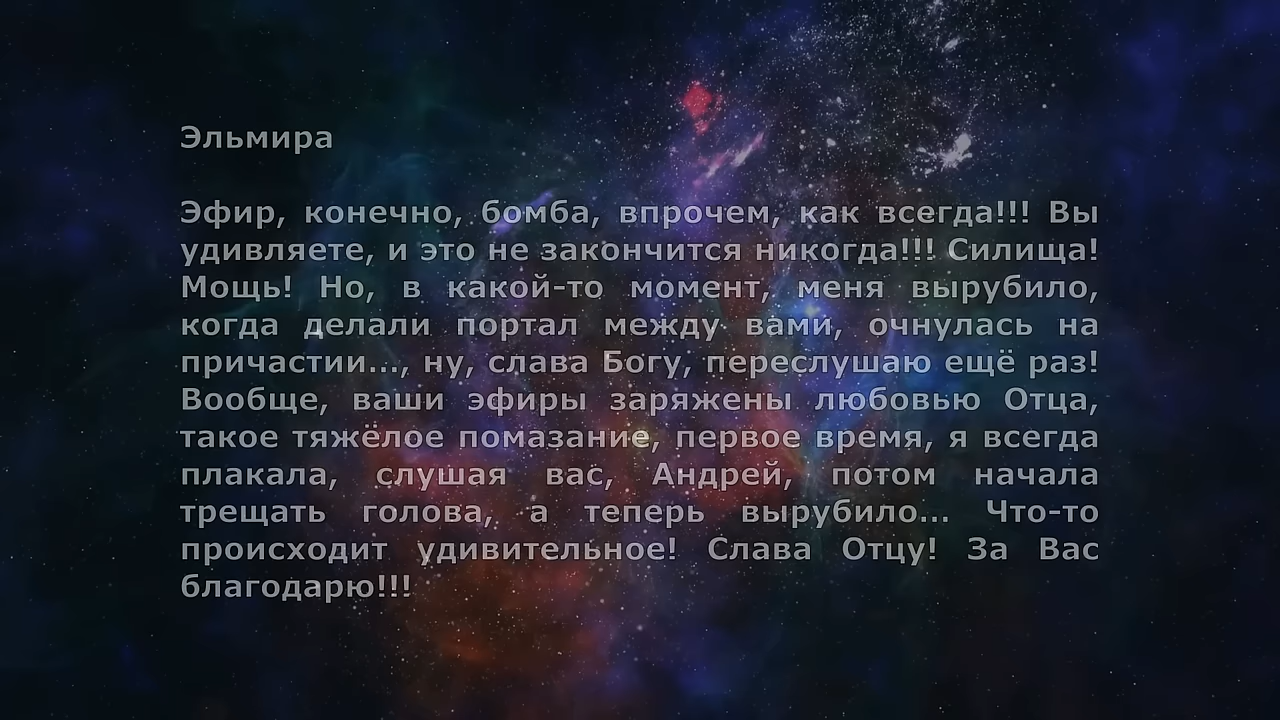 Эльмира
Эфир, конечно, бомба, впрочем, как всегда!!! Вы
удивляете, и это не закончится никогда!!! Силища!
Мощь! Но, в какой-то момент, меня вырубило,
когда делали портал между вами, очнулась на
причастии..., ну, слава Богу, переслушаю ещё раз!
Вообще, ваши эфиры заряжены любовью Отца,
такое тяжёлое помазание, первое время, я всегда
плакала, слушая вас, Андрей, потом начала
трещать голова, а теперь вырубило... Что-то
происходит удивительное! Слава Отцу! За Вас
благодарю!!!